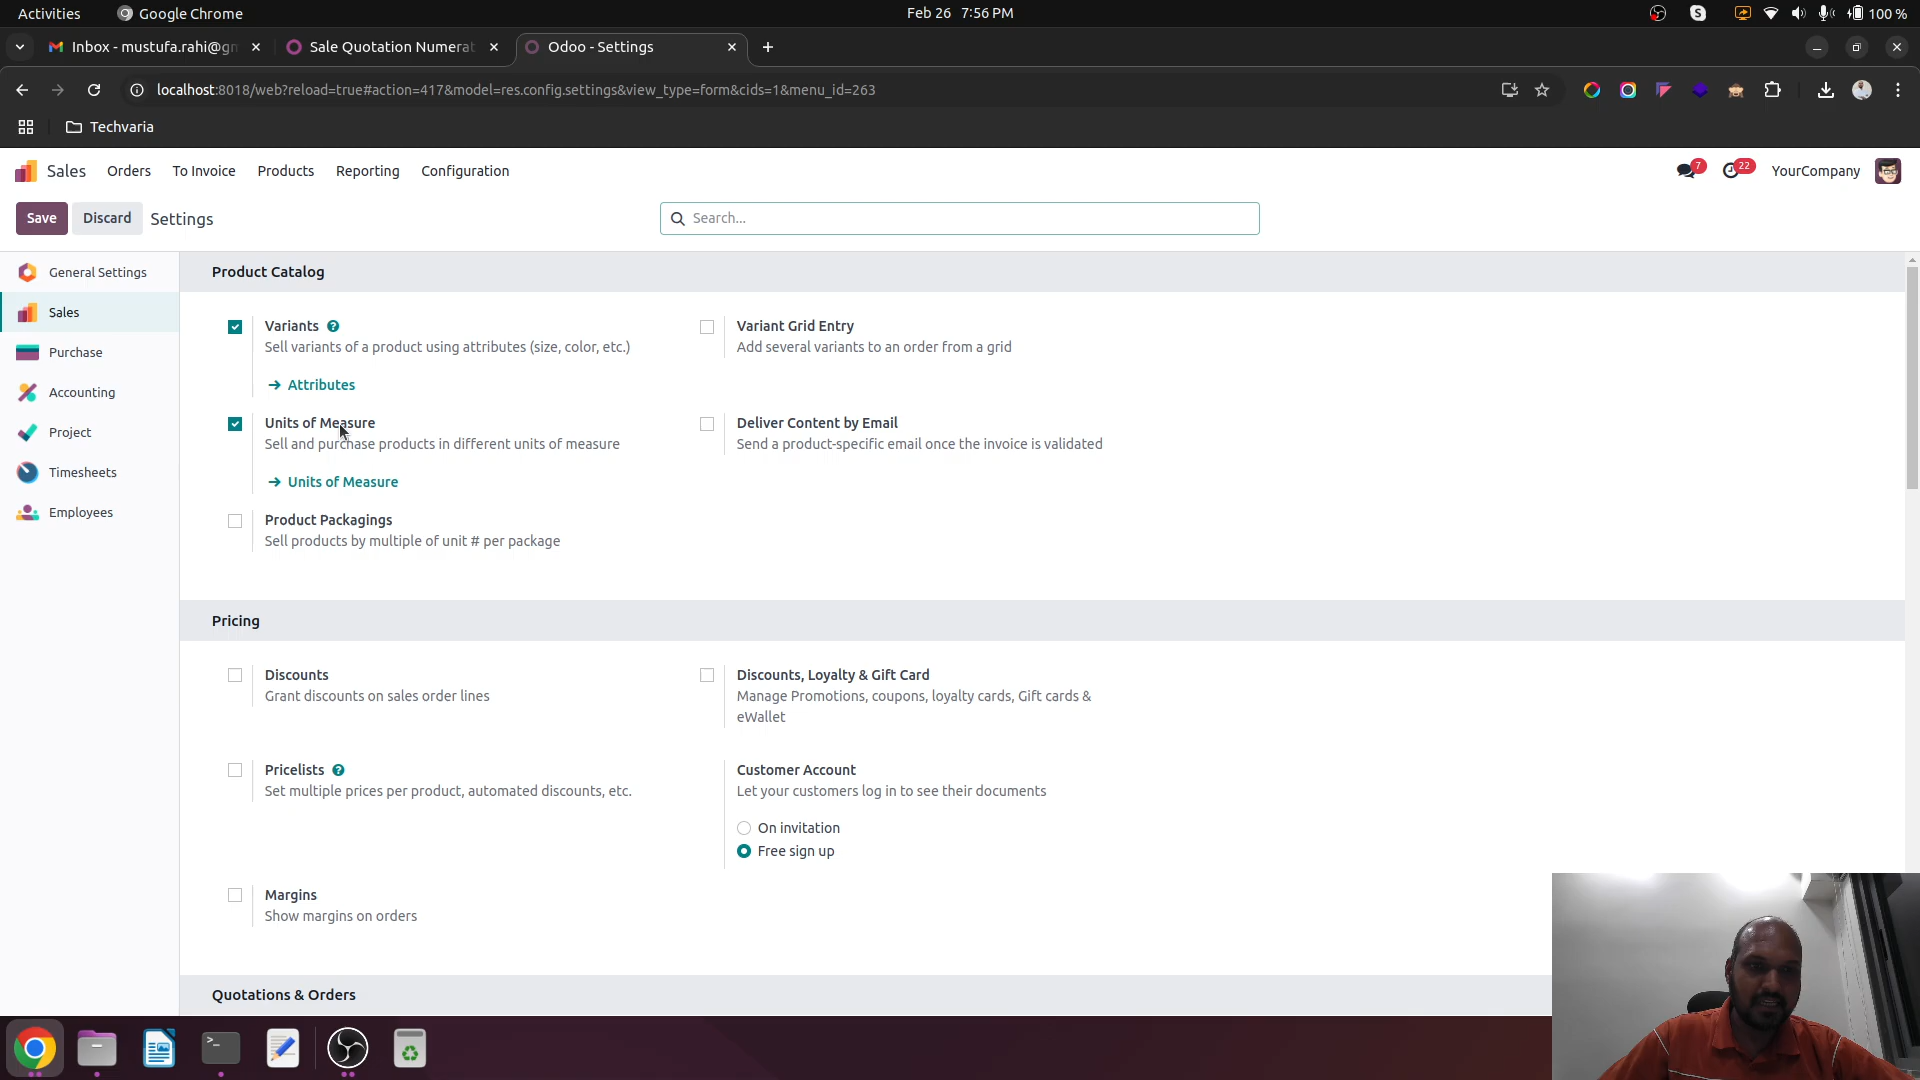 Activities
Google Chrome
Feb 26 7:56 PM
100 %
Inbox - mustufa.rahi@gm
Sale Quotation Numerat
Odoo - Settings
localhost:8018/web?reload=true#action=417&model=res.config.settings&view_type=form&cids=1&menu_id=263
Techvaria
Sales
Orders
To Invoice
Products
Reporting
Configuration
7
22
YourCompany
Save
Discard
Settings
Search...
General Settings
Sales
Purchase
Accounting
Project
Timesheets
Employees
Product Catalog
Variants ?
Sell variants of a product using attributes (size, color, etc.)
Attributes
Variant Grid Entry
Add several variants to an order from a grid
Units of Measure
Sell and purchase products in different units of measure
Units of Measure
Deliver Content by Email
Send a product-specific email once the invoice is validated
Product Packagings
Sell products by multiple of unit # per package
Pricing
Discounts
Grant discounts on sales order lines
Discounts, Loyalty & Gift Card
Manage Promotions, coupons, loyalty cards, Gift cards &
eWallet
Pricelists ?
Set multiple prices per product, automated discounts, etc.
Customer Account
Let your customers log in to see their documents
On invitation
Free sign up
Margins
Show margins on orders
Quotations & Orders